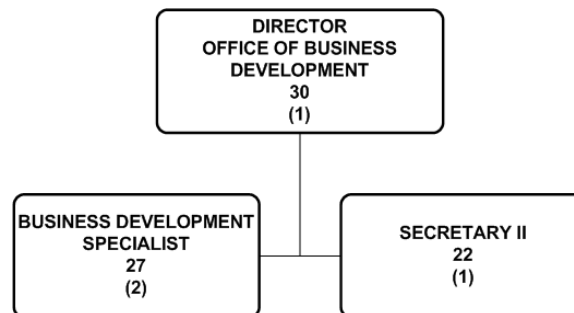 DIRECTOR
OFFICE OF BUSINESS
DEVELOPMENT
30
(1)
BUSINESS DEVELOPMENT
SPECIALIST
27
(2)
SECRETARY II
22
(1)